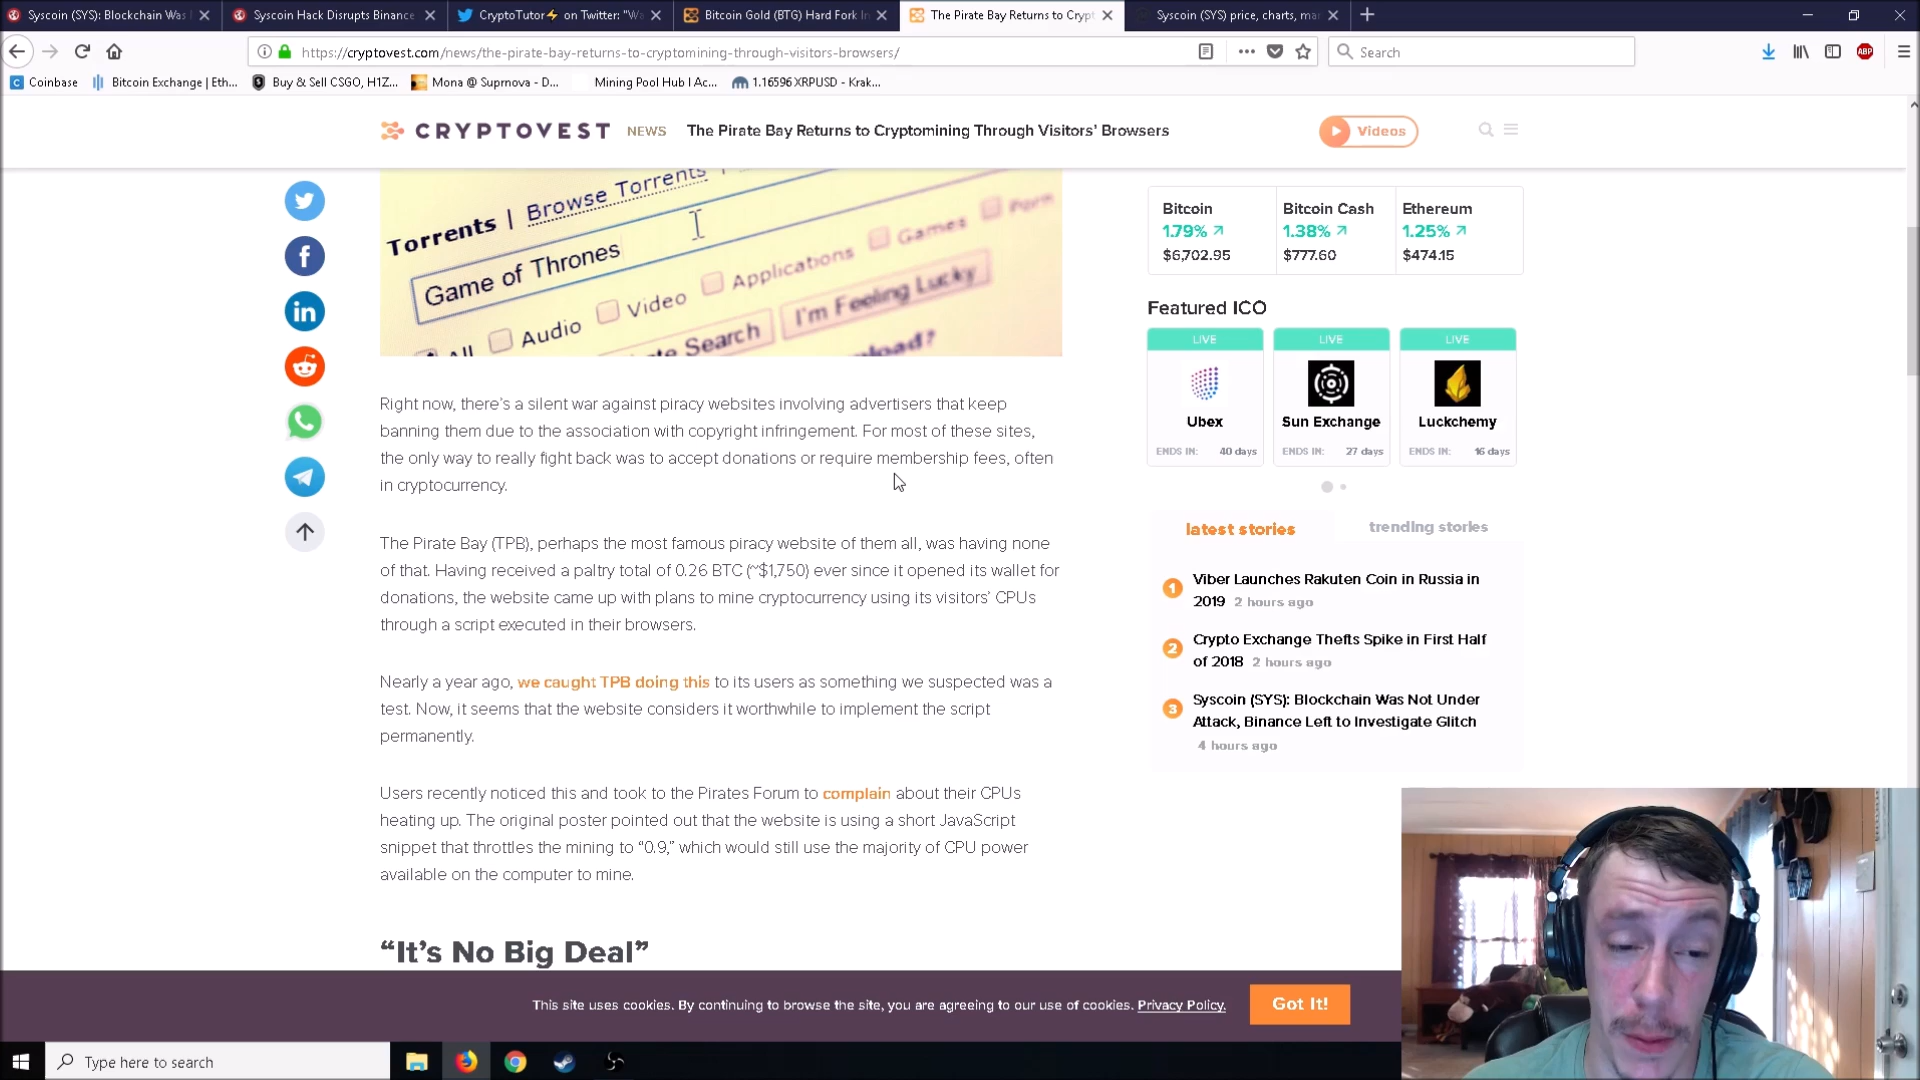 Syscoin (SYS): Blockchain Was
Syscoin Hack Disrupts Binance
CryptoTutor⚡ on Twitter: "Wa
Bitcoin Gold (BTG) Hard Fork In
The Pirate Bay Returns to Crypt
Syscoin (SYS) price, charts, ma
https://cryptovest.com/news/the-pirate-bay-returns-to-cryptomining-through-visitors-browsers/
Search
ABP
Coinbase
Bitcoin Exchange | Eth...
Buy & Sell CSGO, H1Z...
Mona @ Suprnova - D...
Mining Pool Hub | Ac...
1.16596 XRPUSD - Krak...
CRYPTOVEST
NEWS
The Pirate Bay Returns to Cryptomining Through Visitors' Browsers
Videos
Torrents | Browse Torrents |
Game of Thrones
All Audio Video Applications Games Porn
Search I'm Feeling Lucky
Right now, there's a silent war against piracy websites involving advertisers that keep
banning them due to the association with copyright infringement. For most of these sites,
the only way to really fight back was to accept donations or require membership fees, often
in cryptocurrency.
The Pirate Bay (TPB), perhaps the most famous piracy website of them all, was having none
of that. Having received a paltry total of 0.26 BTC (~$1,750) ever since it opened its wallet for
donations, the website came up with plans to mine cryptocurrency using its visitors' CPUs
through a script executed in their browsers.
Nearly a year ago, we caught TPB doing this to its users as something we suspected was a
test. Now, it seems that the website considers it worthwhile to implement the script
permanently.
Users recently noticed this and took to the Pirates Forum to complain about their CPUs
heating up. The original poster pointed out that the website is using a short JavaScript
snippet that throttles the mining to "0.9," which would still use the majority of CPU power
available on the computer to mine.
"It's No Big Deal"
Bitcoin
1.79%
$6,702.95
Bitcoin Cash
1.38%
$777.60
Ethereum
1.25%
$474.15
Featured ICO
LIVE
Ubex
ENDS IN: 40 days
LIVE
Sun Exchange
ENDS IN: 27 days
LIVE
Luckchemy
ENDS IN: 16 days
latest stories
trending stories
1
Viber Launches Rakuten Coin in Russia in
2019 2 hours ago
2
Crypto Exchange Thefts Spike in First Half
of 2018 2 hours ago
3
Syscoin (SYS): Blockchain Was Not Under
Attack, Binance Left to Investigate Glitch
4 hours ago
This site uses cookies. By continuing to browse the site, you are agreeing to our use of cookies. Privacy Policy.
Got It!
Type here to search